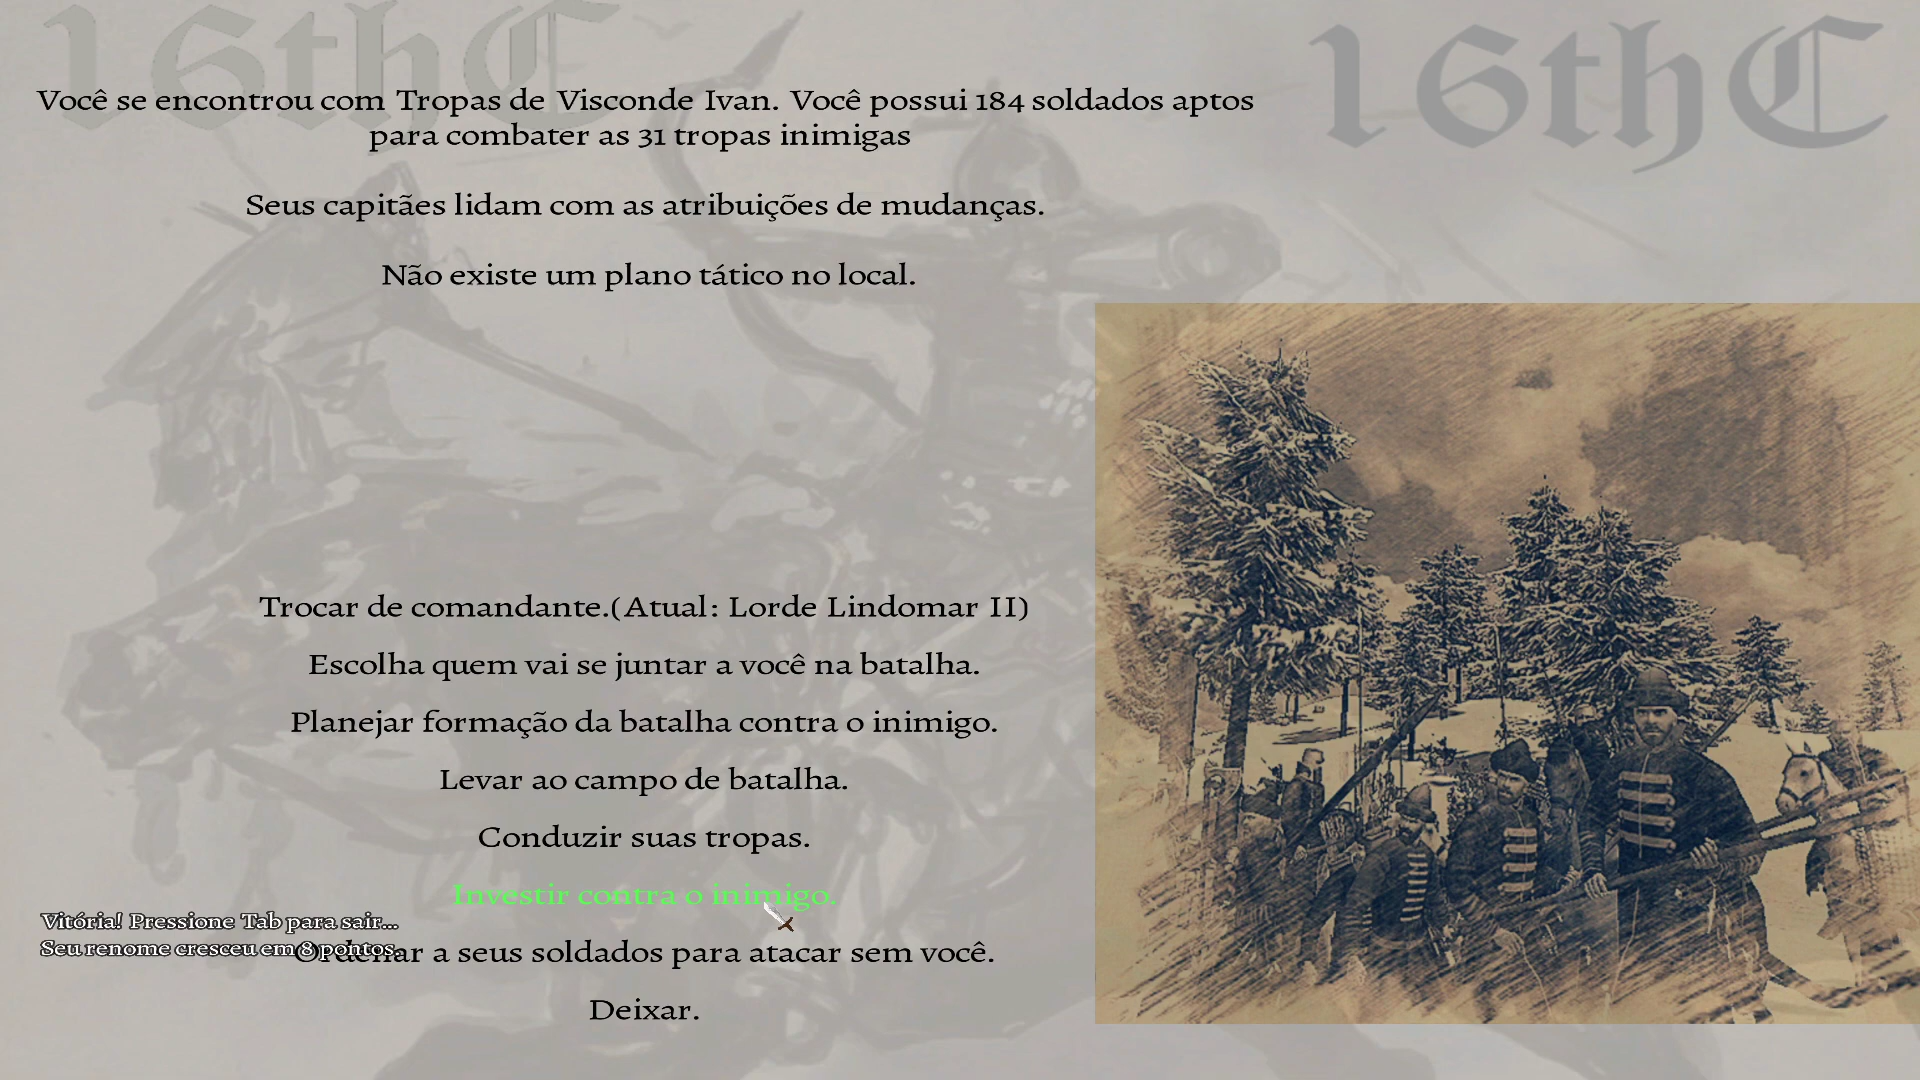 16thC
16thC
Você se encontrou com Tropas de Visconde Ivan. Você possui 184 soldados aptos
para combater as 31 tropas inimigas
Seus capitães lidam com as atribuições de mudanças.
Não existe um plano tático no local.
Trocar de comandante.(Atual: Lorde Lindomar II)
Escolha quem vai se juntar a você na batalha.
Planejar formação da batalha contra o inimigo.
Levar ao campo de batalha.
Conduzir suas tropas.
Investir contra o inimigo.
Vitória! Pressione Tab para sair...
Seu renome cresceu em 8 pontos.
Ordenar a seus soldados para atacar sem você.
Deixar.